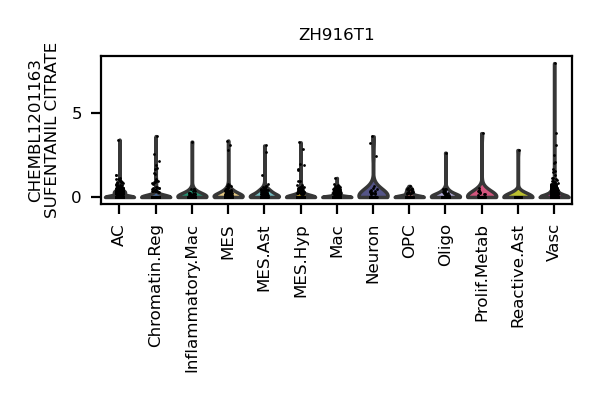 ZH916T1
CHEMBL1201163
SUFENTANIL CITRATE
5
0
AC
Chromatin.Reg
Inflammatory.Mac
MES
MES.Ast
MES.Hyp
Mac
Neuron
OPC
Oligo
Prolif.Metab
Reactive.Ast
Vasc